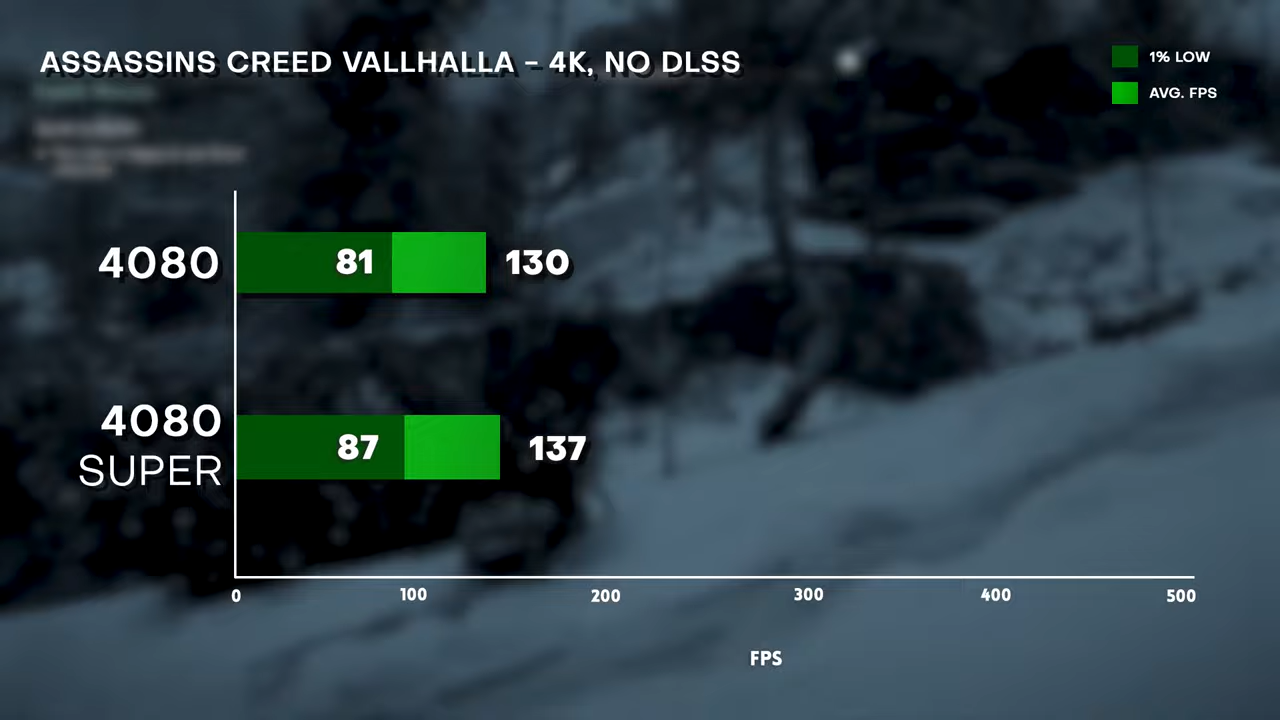 ASSASSINS CREED VALLHALLA – 4K, NO DLSS
1% LOW
AVG. FPS
4080
81
130
4080
SUPER
87
137
0
100
200
300
400
500
FPS